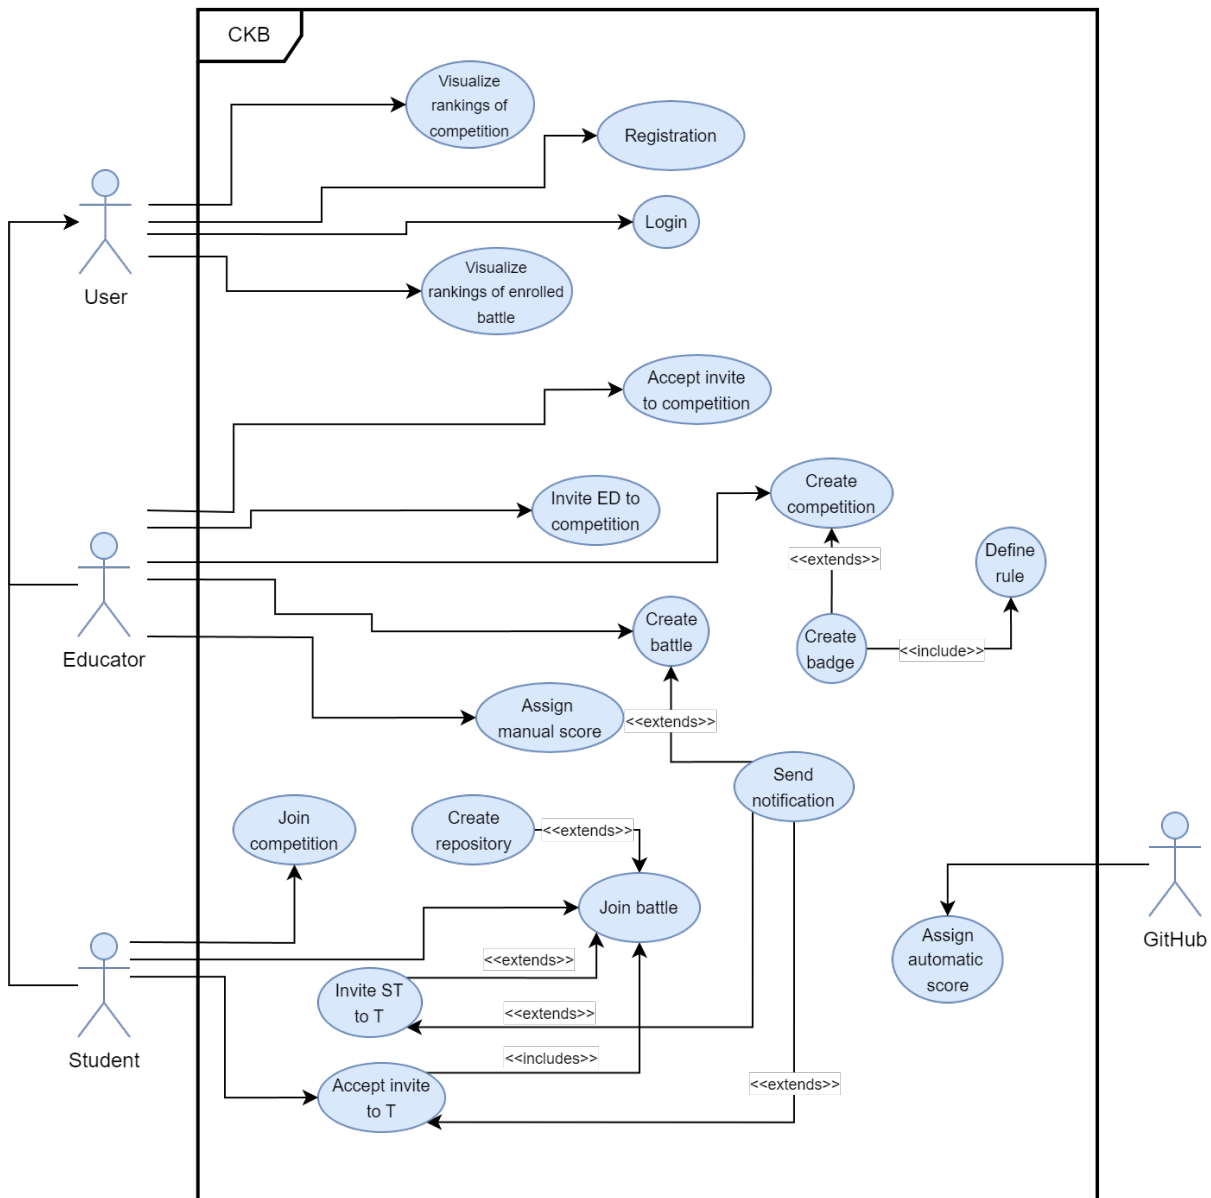 CKB
Visualize
rankings of
competition
Registration
Login
User
Visualize
rankings of enrolled
battle
Accept invite
to competition
Invite ED to
competition
Create
competition
<<extends>>
Define
rule
Create
battle
Create
badge
<<include>>
Educator
Assign
manual score
<<extends>>
Send
notification
Join
competition
Create
repository
<<extends>>
Join battle
GitHub
Assign
automatic
score
<<extends>>
Invite ST
to T
<<extends>>
Student
<<includes>>
Accept invite
to T
<<extends>>